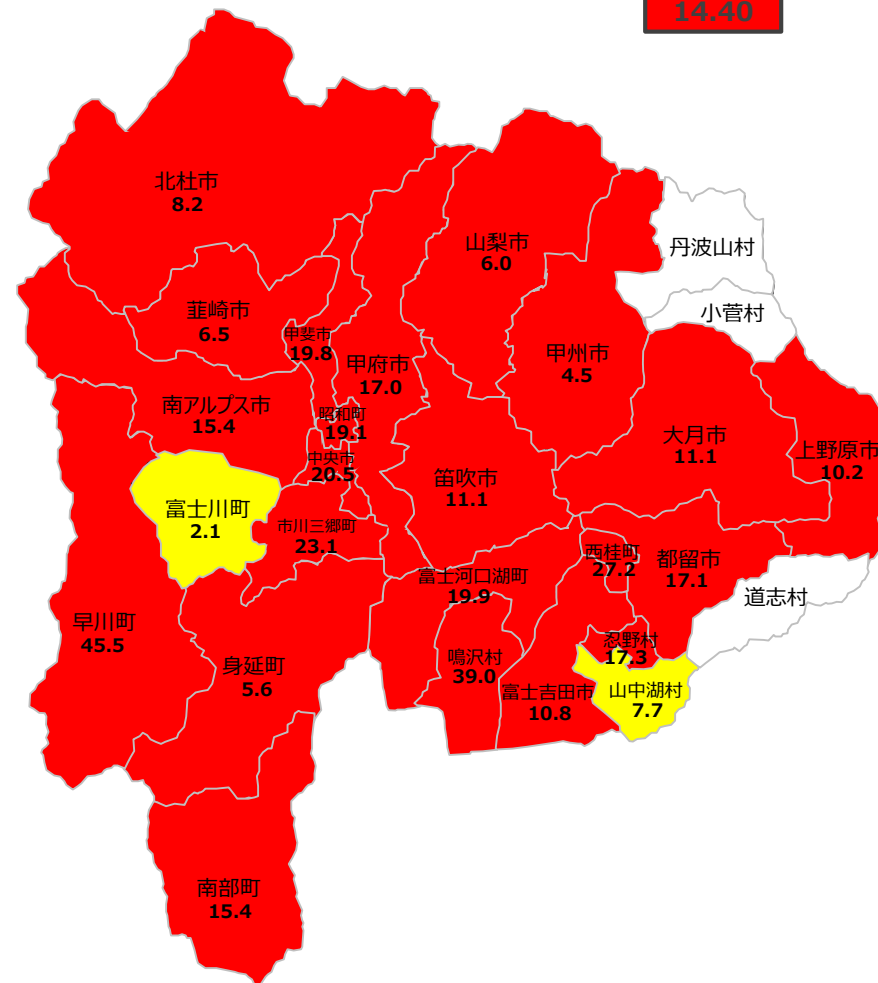 14.40
北杜市
8.2
山梨市
6.0
丹波山村
小菅村
韮崎市
6.5
甲斐市
19.8
甲府市
17.0
甲州市
4.5
南アルプス市
15.4
昭和町
19.1
中央市
20.5
笛吹市
11.1
大月市
11.1
上野原市
10.2
富士川町
2.1
市川三郷町
23.1
富士河口湖町
19.9
西桂町
27.2
都留市
17.1
道志村
早川町
45.5
身延町
5.6
鳴沢村
39.0
忍野村
17.3
富士吉田市
10.8
山中湖村
7.7
南部町
15.4